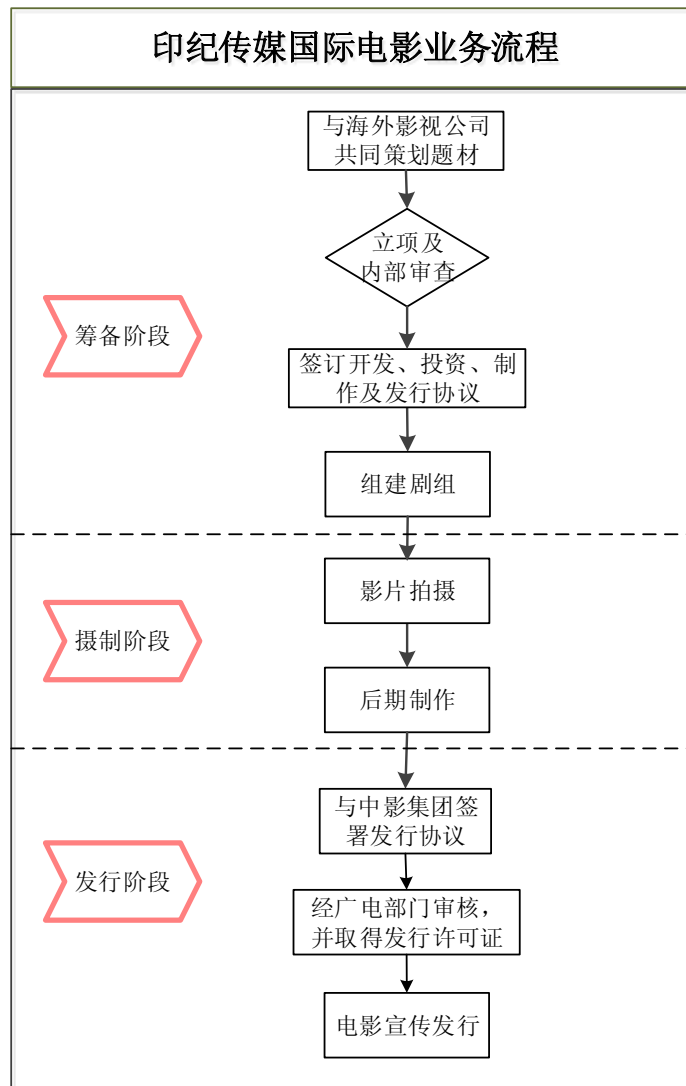 印纪传媒国际电影业务流程
与海外影视公司
共同策划题材
立项及
内部审查
筹备阶段
签订开发、投资、制
作及发行协议
组建剧组
影片拍摄
摄制阶段
后期制作
与中影集团签
署发行协议
发行阶段
经广电部门审核，
并取得发行许可证
电影宣传发行